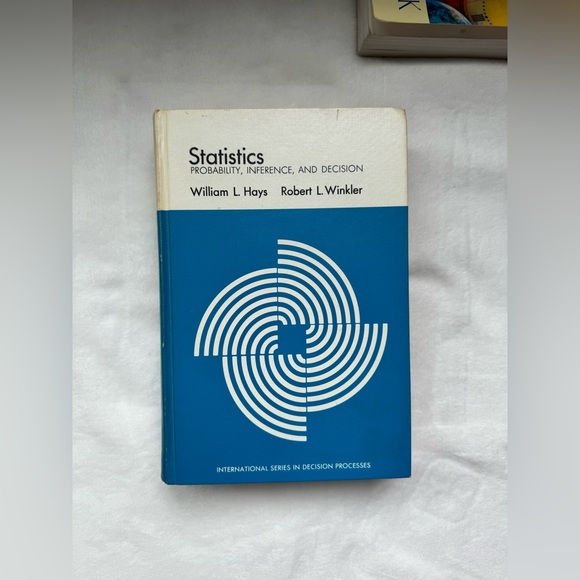 K
Statistics
PROBABILITY, INFERENCE, AND DECISION
William L. Hays Robert L. Winkler
INTERNATIONAL SERIES IN DECISION PROCESSES